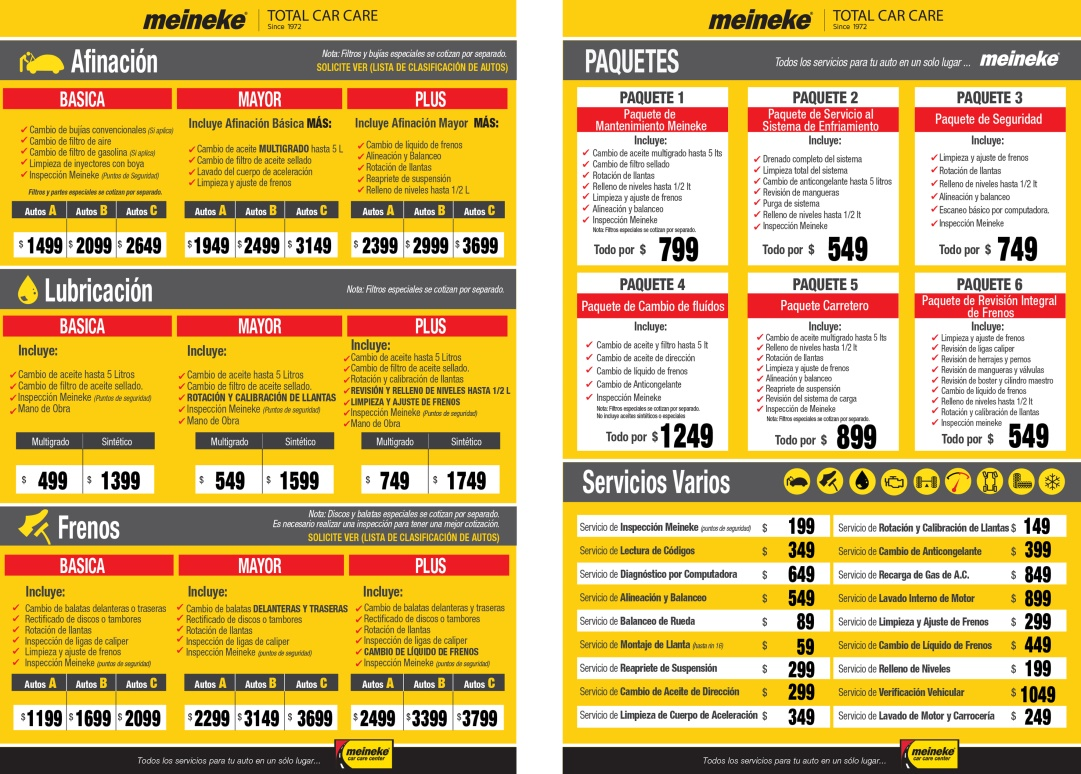 meineke® TOTAL CAR CARE
Since 1972
Afinación
Nota: Filtros y bujías especiales se cotizan por separado.
SOLICITE VER (LISTA DE CLASIFICACIÓN DE AUTOS)
BASICA
✓ Cambio de bujías convencionales (Si aplica)
✓ Cambio de filtro de aire
✓ Cambio de filtro de gasolina (Si aplica)
✓ Limpieza de injectores con boya
✓ Inspección Meineke (Puntos de Seguridad)
Filtros y partes especiales se cotizan por separado.
Autos A Autos B Autos C
$ 1499 $ 2099 $ 2649
MAYOR
Incluye Afinación Básica MÁS:
✓ Cambio de aceite MULTIGRADO hasta 5 L
✓ Cambio de filtro de aceite sellado
✓ Lavado del cuerpo de aceleración
✓ Limpieza y ajuste de frenos
Autos A Autos B Autos C
$ 1949 $ 2499 $ 3149
PLUS
Incluye Afinación Mayor MÁS:
✓ Cambio de líquido de frenos
✓ Alineación y Balanceo
✓ Rotación de llantas
✓ Reapriete de suspensión
✓ Relleno de niveles hasta 1/2 L
Autos A Autos B Autos C
$ 2399 $ 2999 $ 3699
Lubricación
Nota: Filtros especiales se cotizan por separado.
BASICA
Incluye:
✓ Cambio de aceite hasta 5 Litros
✓ Cambio de filtro de aceite sellado.
✓ Inspección Meineke (Puntos de seguridad)
✓ Mano de Obra
Multigrado Sintético
$ 499 $ 1399
MAYOR
Incluye:
✓ Cambio de aceite hasta 5 Litros
✓ Cambio de filtro de aceite sellado.
✓ ROTACIÓN Y CALIBRACIÓN DE LLANTAS
✓ Inspección Meineke (Puntos de seguridad)
✓ Mano de Obra
Multigrado Sintético
$ 549 $ 1599
PLUS
Incluye:
✓ Cambio de aceite hasta 5 Litros
✓ Cambio de filtro de aceite sellado.
✓ Rotación y calibración de llantas
✓ REVISIÓN Y RELLENO DE NIVELES HASTA 1/2 L
✓ LIMPIEZA Y AJUSTE DE FRENOS
✓ Inspección Meineke (Puntos de seguridad)
✓ Mano de Obra
Multigrado Sintético
$ 749 $ 1749
Frenos
Nota: Discos y balatas especiales se cotizan por separado.
Es necesario realizar una inspección para tener una mejor cotización.
SOLICITE VER (LISTA DE CLASIFICACIÓN DE AUTOS)
BASICA
Incluye:
✓ Cambio de balatas delanteras o traseras
✓ Rectificado de discos o tambores
✓ Rotación de llantas
✓ Inspección de ligas de caliper
✓ Limpieza y ajuste de frenos
✓ Inspección Meineke (puntos de seguridad)
Autos A Autos B Autos C
$ 1199 $ 1699 $ 2099
MAYOR
Incluye:
✓ Cambio de balatas DELANTERAS Y TRASERAS
✓ Rectificado de discos o tambores
✓ Rotación de llantas
✓ Inspección de ligas de caliper
✓ Inspección Meineke (puntos de seguridad)
Autos A Autos B Autos C
$ 2299 $ 3149 $ 3699
PLUS
Incluye:
✓ Cambio de balatas delanteras y traseras
✓ Rectificado de discos o tambores
✓ Rotación de llantas
✓ Inspección de ligas de caliper
✓ CAMBIO DE LÍQUIDO DE FRENOS
✓ Inspección Meineke (puntos de seguridad)
Autos A Autos B Autos C
$ 2499 $ 3399 $ 3799
Todos los servicios para tu auto en un sólo lugar...
meineke®
car care center
meineke® TOTAL CAR CARE
Since 1972
PAQUETES
Todos los servicios para tu auto en un solo lugar ... meineke®
PAQUETE 1
Paquete de
Mantenimiento Meineke
Incluye:
✓ Cambio de aceite multigrado hasta 5 lts
✓ Cambio de filtro sellado
✓ Rotación de llantas
✓ Relleno de niveles hasta 1/2 lt
✓ Limpieza y ajuste de frenos
✓ Alineación y balanceo
✓ Inspección Meineke
Nota: Filtros especiales se cotizan por separado.
Todo por $ 799
PAQUETE 2
Paquete de Servicio al
Sistema de Enfriamiento
Incluye:
✓ Drenado completo del sistema
✓ Limpieza total del sistema
✓ Cambio de anticongelante hasta 5 litros
✓ Revisión de mangueras
✓ Purga de sistema
✓ Relleno de niveles hasta 1/2 lt
✓ Inspección Meineke
Todo por $ 549
PAQUETE 3
Paquete de Seguridad
Incluye:
✓ Limpieza y ajuste de frenos
✓ Rotación de llantas
✓ Relleno de niveles hasta 1/2 lt
✓ Alineación y balanceo
✓ Escaneo básico por computadora.
✓ Inspección Meineke
Todo por $ 749
PAQUETE 4
Paquete de Cambio de fluídos
Incluye:
✓ Cambio de aceite y filtro hasta 5 lt
✓ Cambio de aceite de dirección
✓ Cambio de líquido de frenos
✓ Cambio de Anticongelante
✓ Inspección Meineke
Nota: Filtros especiales se cotizan por separado.
No incluye aceites sintéticos o especiales
Todo por $ 1249
PAQUETE 5
Paquete Carretero
Incluye:
✓ Cambio de aceite multigrado hasta 5 lts
✓ Relleno de niveles hasta 1/2 lt
✓ Rotación de llantas
✓ Limpieza y ajuste de frenos
✓ Alineación y balanceo
✓ Reapriete de suspensión
✓ Revisión del sistema de carga
✓ Inspección de Meineke
Nota: Filtros especiales se cotizan por separado.
Todo por $ 899
PAQUETE 6
Paquete de Revisión Integral
de Frenos
Incluye:
✓ Limpieza y ajuste de frenos
✓ Revisión de ligas caliper
✓ Revisión de herrajes y pernos
✓ Revisión de mangueras y válvulas
✓ Revisión de boster y cilindro maestro
✓ Cambio de líquido de frenos
✓ Relleno de niveles hasta 1/2 lt
✓ Rotación y calibración de llantas
✓ Inspección meineke
Todo por $ 549
Servicios Varios
Servicio de Inspección Meineke (puntos de seguridad) $ 199
Servicio de Lectura de Códigos $ 349
Servicio de Diagnóstico por Computadora $ 649
Servicio de Alineación y Balanceo $ 549
Servicio de Balanceo de Rueda $ 89
Servicio de Montaje de Llanta (hasta rin 16) $ 59
Servicio de Reapriete de Suspensión $ 299
Servicio de Cambio de Aceite de Dirección $ 299
Servicio de Limpieza de Cuerpo de Aceleración $ 349
Servicio de Rotación y Calibración de Llantas $ 149
Servicio de Cambio de Anticongelante $ 399
Servicio de Recarga de Gas de A.C. $ 849
Servicio de Lavado Interno de Motor $ 899
Servicio de Limpieza y Ajuste de Frenos $ 299
Servicio de Cambio de Líquido de Frenos $ 449
Servicio de Relleno de Niveles $ 199
Servicio de Verificación Vehicular $ 1049
Servicio de Lavado de Motor y Carrocería $ 249
Todos los servicios para tu auto en un sólo lugar...
meineke®
car care center